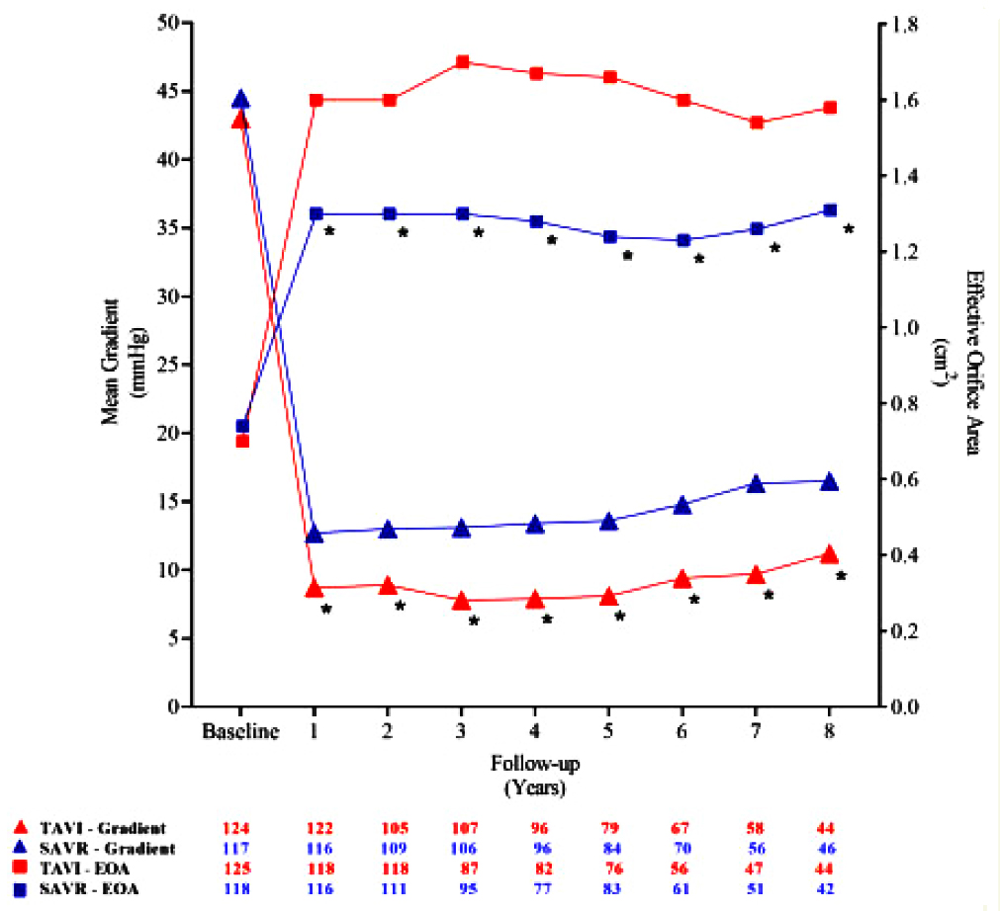 50
45
40
35
30
25
20
15
10
5
0
Mean Gradient
(mmHg)
1.8
1.6
1.4
1.2
1.0
0.8
0.6
0.4
0.2
0.0
Effective Orifice Area
(cm²)
* * * * * * * *
* * * * * * * *
Baseline 1 2 3 4 5 6 7 8
Follow-up
(Years)
TAVI - Gradient 124 122 105 107 96 79 67 58 44
SAVR - Gradient 117 116 109 106 96 84 70 56 46
TAVI - EOA 125 118 118 87 82 76 56 47 44
SAVR - EOA 118 116 111 95 77 83 61 51 42